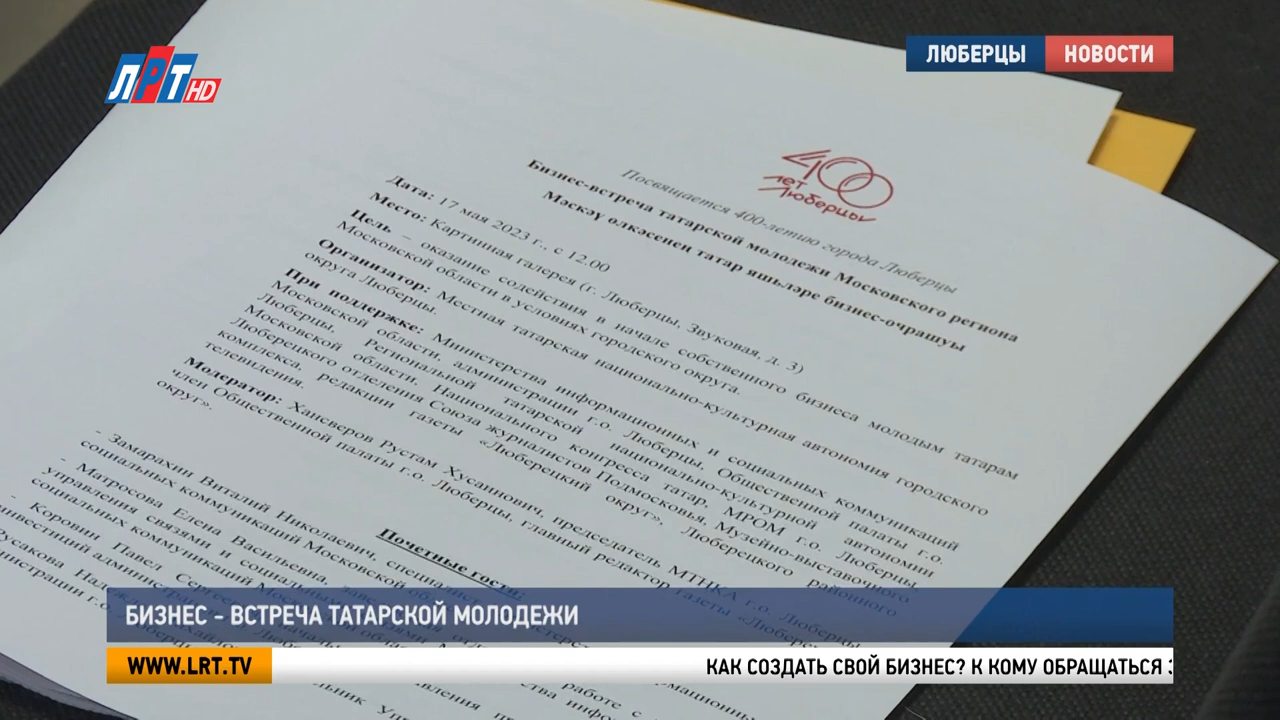 ЛРТ HD
ЛЮБЕРЦЫ НОВОСТИ
400
лет
Люберцы
Посвящается 400-летию города Люберцы
Бизнес-встреча татарской молодежи Московского региона
Мәскәү өлкәсенең татар яшьләре бизнес-очрашуы
Дата: 17 мая 2023 г., с 12.00
Место: Картинная галерея (г. Люберцы, Звуковая, д. 3)
Цель – оказание содействия в начале собственного бизнеса молодым татарам
Московской области в условиях городского округа.
Организатор: Местная татарская национально-культурная автономия городского
округа Люберцы.
При поддержке: Министерства информационных и социальных коммуникаций
Московской области, администрации г.о. Люберцы, Общественной палаты г.о.
Люберцы, Региональной татарской национально-культурной автономии
Московской области, Национального конгресса татар, МРОМ г.о. Люберцы,
Люберецкого отделения Союза журналистов Подмосковья, Музейно-выставочного
комплекса, редакции газеты «Люберецкий округ», Люберецкого районного
телевидения.
Модератор: Хансверов Рустам Хусаинович, председатель МТНКА г.о. Люберцы,
член Общественной палаты г.о. Люберцы, главный редактор газеты «Люберецкий
округ».
Почетные гости:
- Замарахин Виталий Николаевич, специалист
социальных коммуникаций Московской
- Матросова Елена Васильевна,
управления связями и
социальных коммуникаций
- Коровин Павел
инвестиций
Русакова
БИЗНЕС - ВСТРЕЧА ТАТАРСКОЙ МОЛОДЕЖИ
WWW.LRT.TV КАК СОЗДАТЬ СВОЙ БИЗНЕС? К КОМУ ОБРАЩАТЬСЯ